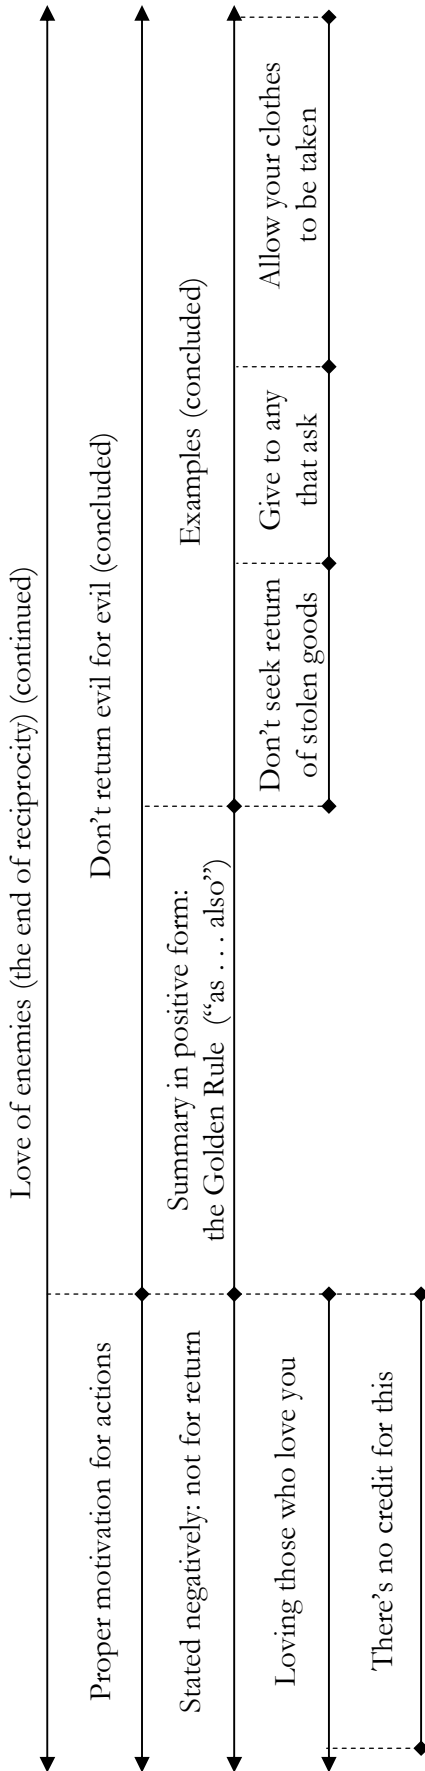 Love of enemies (the end of reciprocity) (continued)
Proper motivation for actions
Don’t return evil for evil (concluded)
Stated negatively: not for return
Summary in positive form:
the Golden Rule (“as . . . . also”)
Examples (concluded)
Loving those who love you
Don’t seek return
of stolen goods
Give to any
that ask
Allow your clothes
to be taken
There’s no credit for this